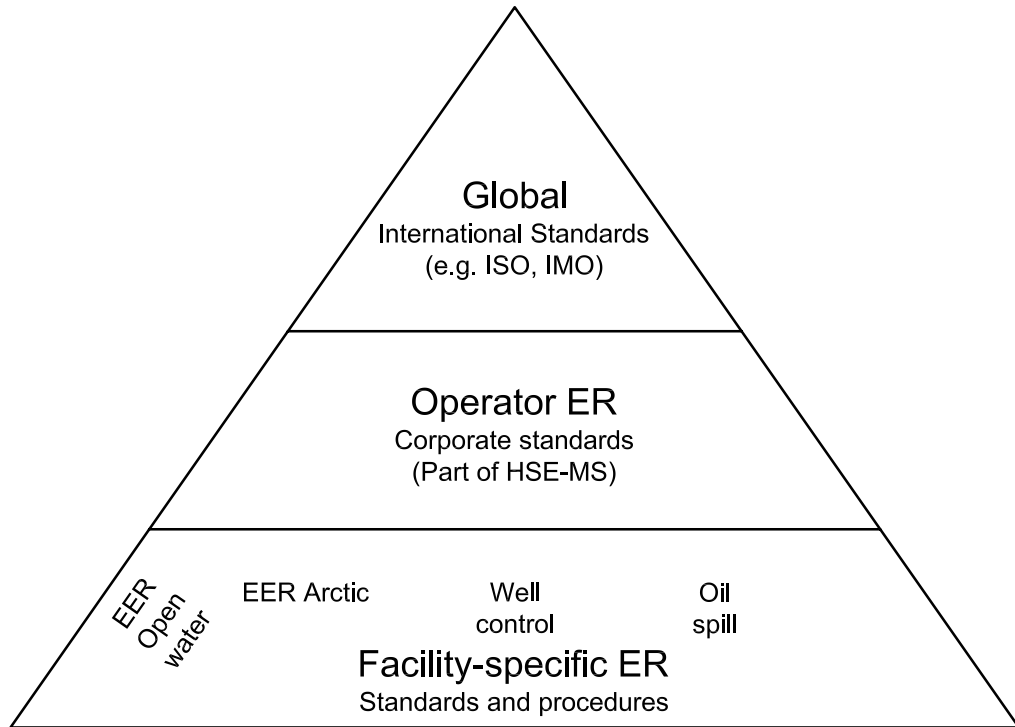 Global
International Standards
(e.g. ISO, IMO)
Operator ER
Corporate standards
(Part of HSE-MS)
EER
Open
water
EER Arctic
Well
control
Oil
spill
Facility-specific ER
Standards and procedures